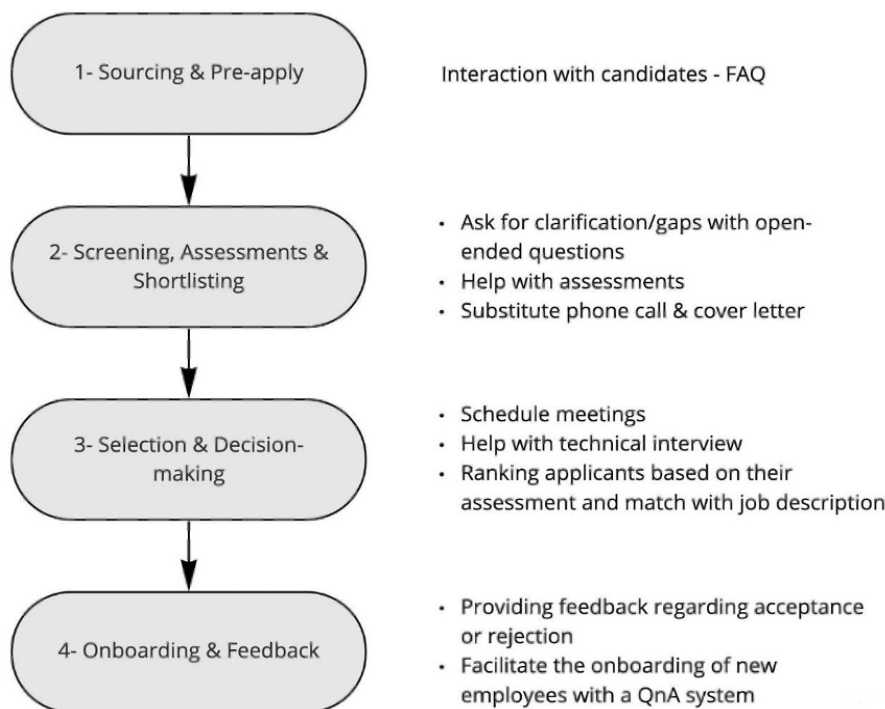 1- Sourcing & Pre-apply
Interaction with candidates - FAQ
2- Screening, Assessments &
Shortlisting
• Ask for clarification/gaps with open-
ended questions
• Help with assessments
• Substitute phone call & cover letter
3- Selection & Decision-
making
• Schedule meetings
• Help with technical interview
• Ranking applicants based on their
assessment and match with job description
4- Onboarding & Feedback
• Providing feedback regarding acceptance
or rejection
• Facilitate the onboarding of new
employees with a QnA system